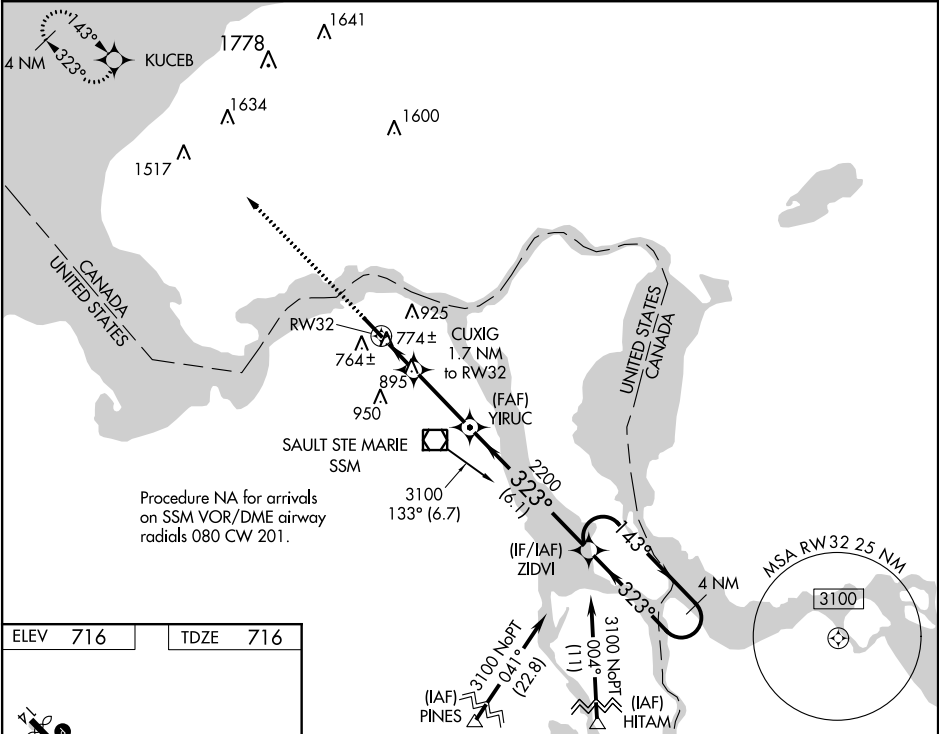 1641
1778
143°
323°
4 NM
KUCEB
1634
1600
1517
CANADA
UNITED STATES
UNITED STATES
CANADA
925
RW32
774±
764±
CUXIG
1.7 NM
to RW32
895
950
(FAF)
YIRUC
SAULT STE MARIE
SSM
2200
323°
(6.1)
3100
133° (6.7)
Procedure NA for arrivals
on SSM VOR/DME airway
radials 080 CW 201.
(IF/IAF)
ZIDVI
143°
4 NM
323°
MSA RW32 25 NM
3100
3100 NoPT
041°
(22.8)
(IAF)
PINES
3100 NoPT
004°
(11)
(IAF)
HITAM
ELEV 716
TDZE 716
14